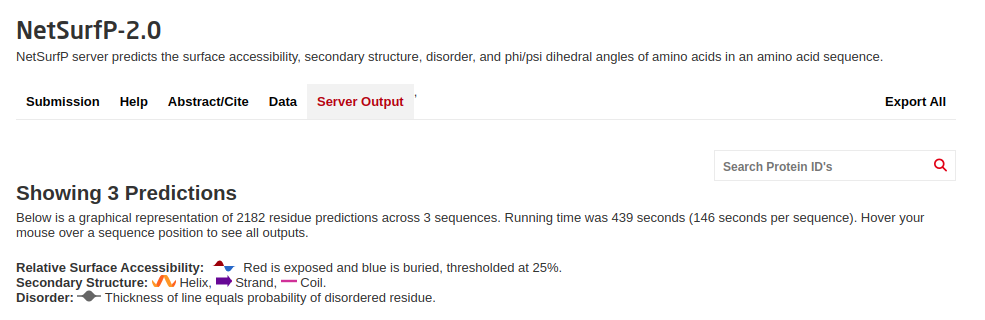 NetSurfP-2.0
NetSurfP server predicts the surface accessibility, secondary structure, disorder, and phi/psi dihedral angles of amino acids in an amino acid sequence.
Submission Help Abstract/Cite Data Server Output ' Export All
Search Protein ID's
Showing 3 Predictions
Below is a graphical representation of 2182 residue predictions across 3 sequences. Running time was 439 seconds (146 seconds per sequence). Hover your
mouse over a sequence position to see all outputs.
Relative Surface Accessibility: Red is exposed and blue is buried, thresholded at 25%.
Secondary Structure: Helix, Strand, Coil.
Disorder: Thickness of line equals probability of disordered residue.